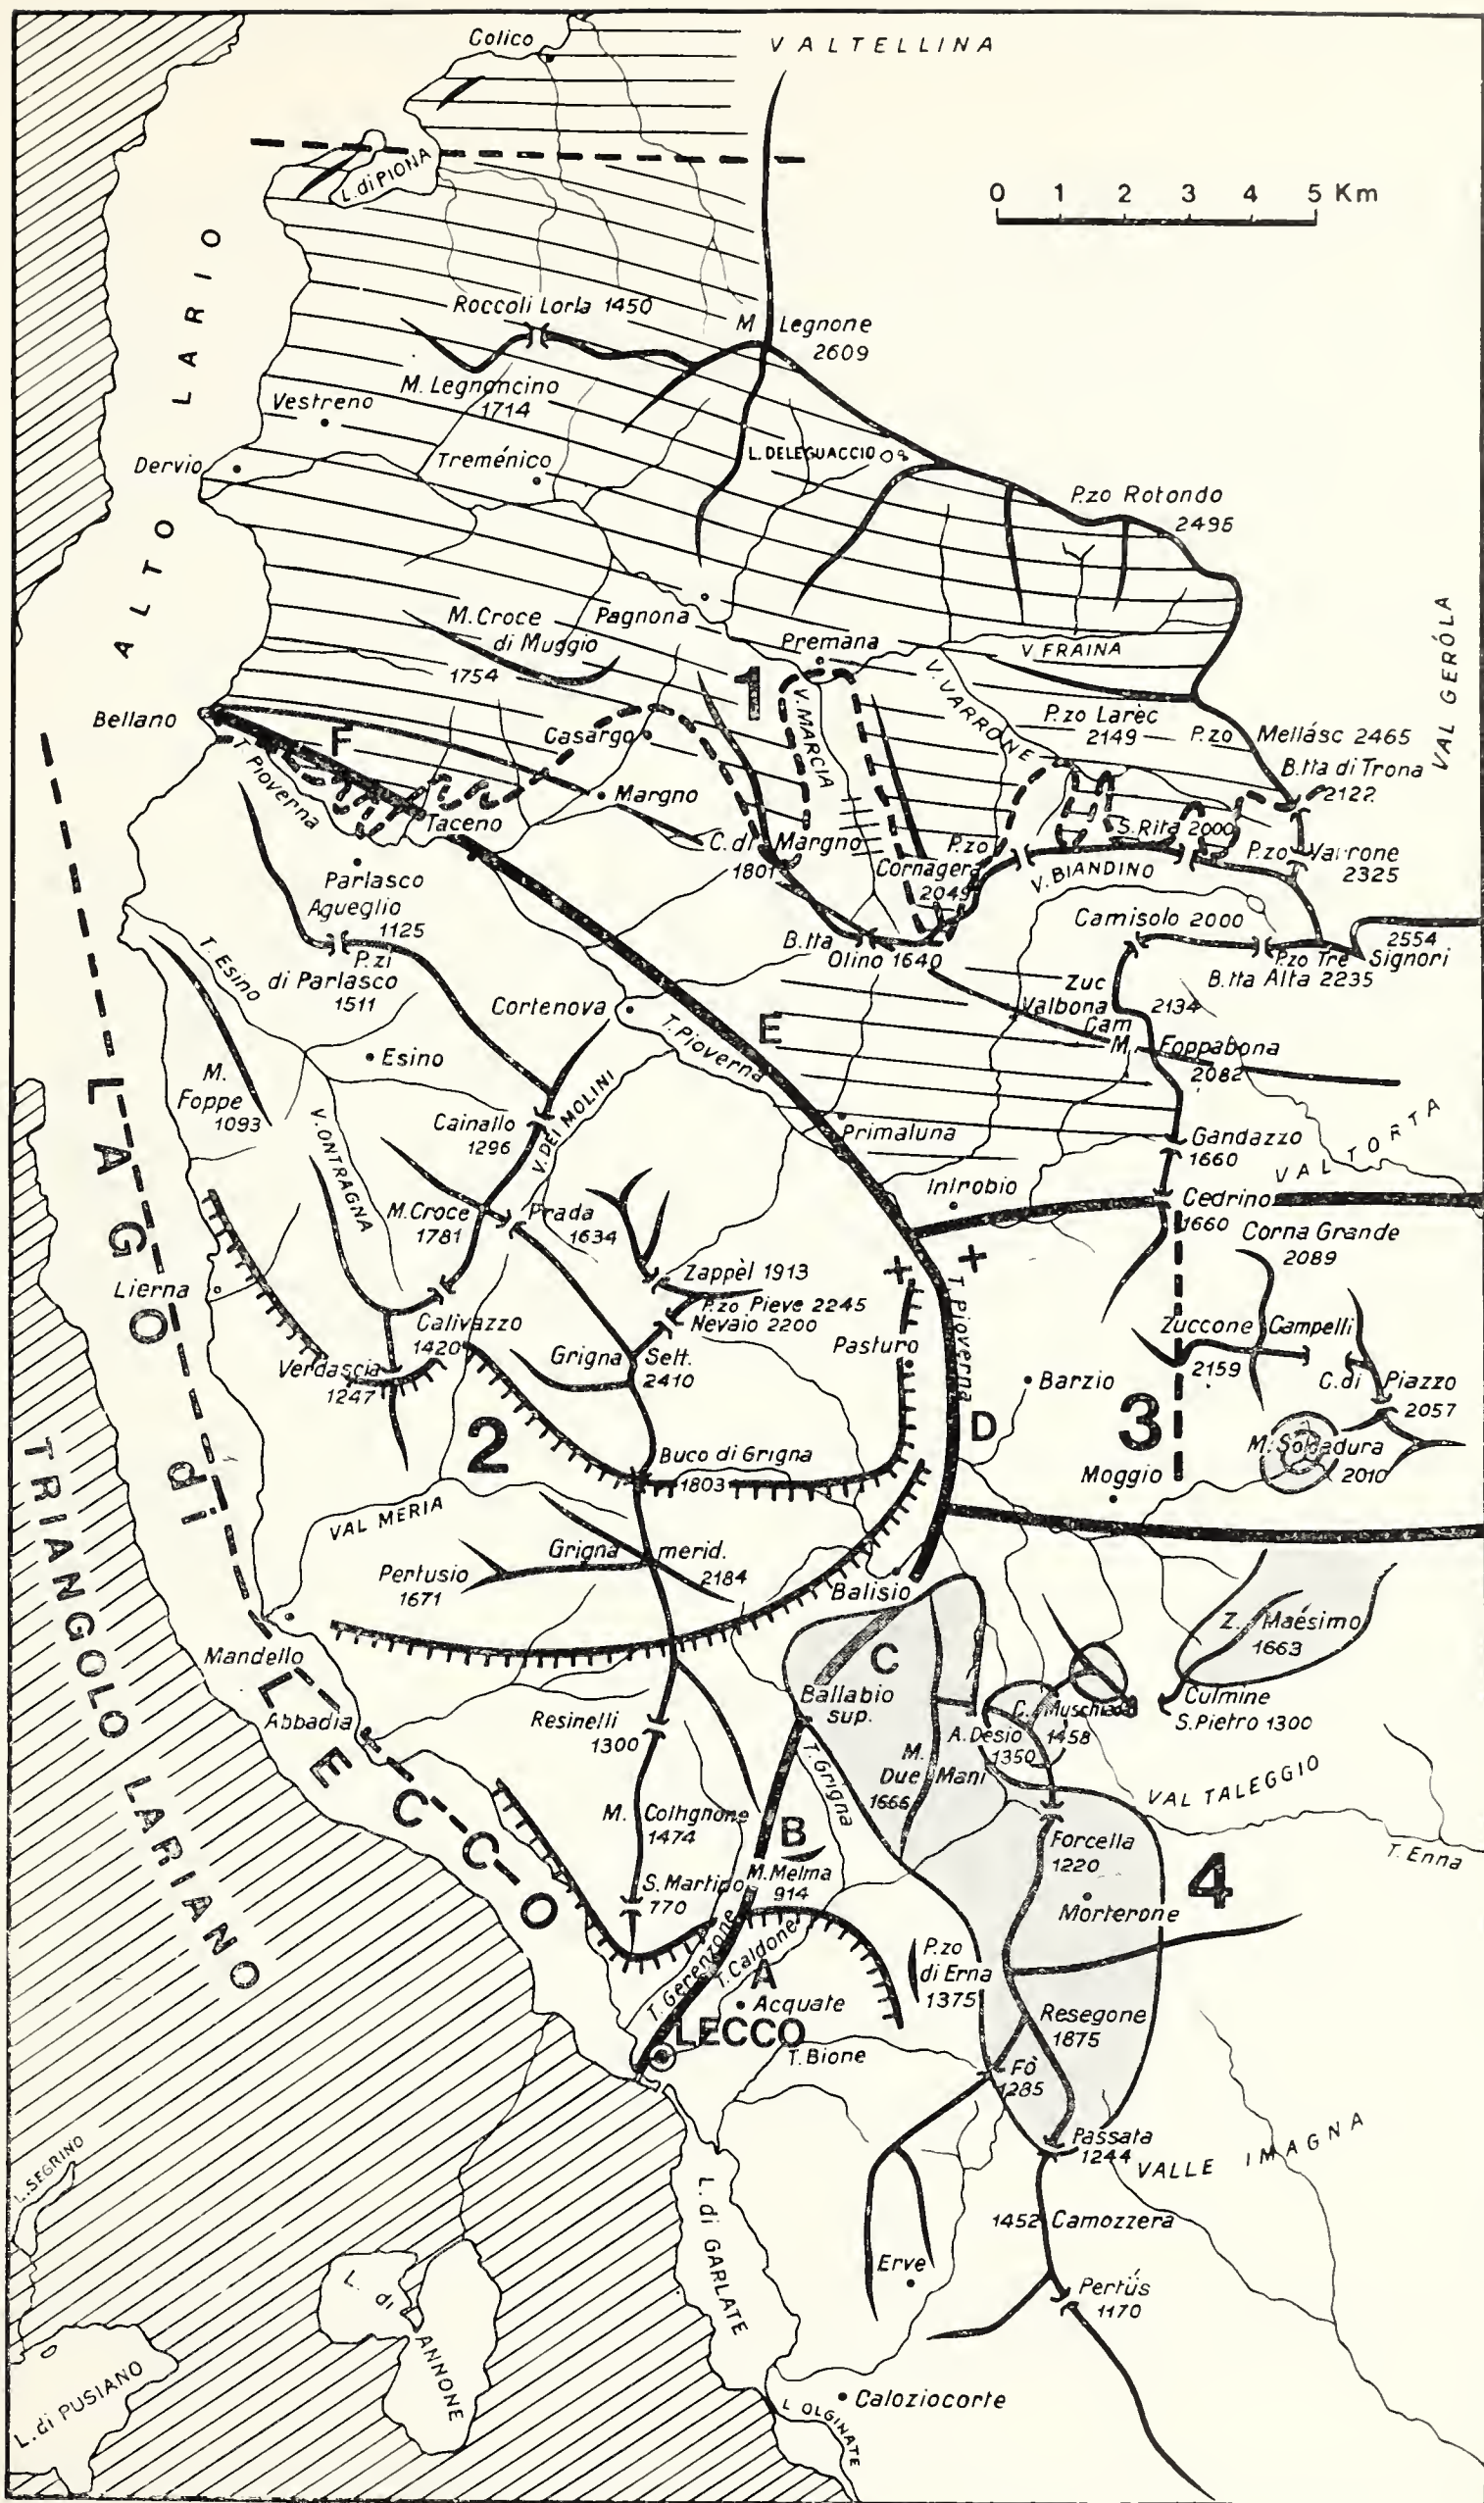 Colico
VALTELLINA
L. di PIONA
0 1 2 3 4 5 Km
ALTO LARIO
Roccoli Lorla 1450
M. Legnone
2609
M. Legnoncino
1714
Vestreno
L. DELEGUACCIO
Dervio
Treménico
P.zo Rotondo
2495
M. Croce
di Muggio
1754
Pagnona
Premana
V. FRAINA
VAL GERÓLA
1
V. MARCIA
V. VARRONE
P.zo Larèc
2149
P.zo Mellásc 2465
Bellano
F
Casargo
B.tta di Trona
2122
T. Pioverna
Margno
Taceno
C. di Margno
1801
P.zo
Cornagera
2049
S. Rita 2000
P.zo Varrone
2325
V. BIANDINO
Parlasco
Agueglio
1125
Camisolo 2000
2554
P.zo Tre Signori
B.tta
Olino 1640
B.tta Alta 2235
T. Esino
P.zi
di Parlasco
1511
Zuc
Valbona
2134
Cam
Cortenova
T. Pioverna
E
M. Foppabona
2082
Esino
M.
Foppe
1093
V. ONTRAGNA
Cainallo
1296
V. DEI MOLINI
Primaluna
Gandazzo
1660
VALTORTA
Introbio
Cedrino
1660
M. Croce
1781
Prada
1634
Corna Grande
2089
Lierna
Zappèl 1913
P.zo Pieve 2245
Nevaio 2200
T. Pioverna
Calivazzo
1420
Pasturo
Zuccone Campelli
2159
Verdascia
1247
Grigna Sett.
2410
Barzio
C. di Piazzo
2057
3
D
2
Buco di Grigna
1803
Moggio
M. Sodadura
2010
VAL MERIA
Grigna merid.
2184
Pertusio
1671
Balisio
LAGO di LECCO
TRIANGOLO LARIANO
Z. Maésimo
1663
Mandello
C
Abbadia
Ballabio
sup.
Resinelli
1300
C. Muschiada
1458
A. Desio
1350
Culmine
S. Pietro 1300
T. Grigna
M.
Due Mani
1666
VAL TALEGGIO
T. Enna
M. Coltignone
1474
B
Forcella
1220
4
S. Martino
770
M. Melma
914
Morterone
T. Gerenzone
T. Caldone
A
P.zo
di Erna
1375
Acquate
Resegone
1875
LECCO
T. Bione
Fò
1285
Passata
1244
VALLE IMAGNA
L. SEGRINO
L. di GARLATE
1452 Camozzera
Erve
L. di ANNONE
Pertüs
1170
L. di PUSIANO
L. OLGINATE
Caloziocorte